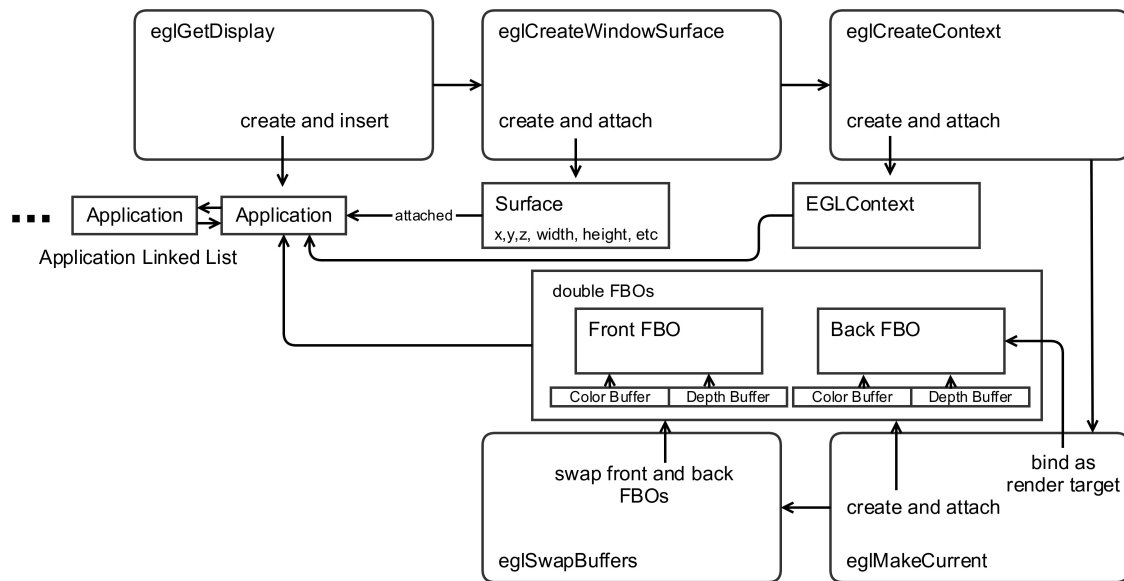 eglGetDisplay
create and insert
eglCreateWindowSurface
create and attach
eglCreateContext
create and attach
Application
Application
attached
Surface
x,y,z, width, height, etc
EGLContext
Application Linked List
double FBOs
Front FBO
Back FBO
Color Buffer
Depth Buffer
Color Buffer
Depth Buffer
swap front and back
FBOs
eglSwapBuffers
bind as
render target
create and attach
eglMakeCurrent